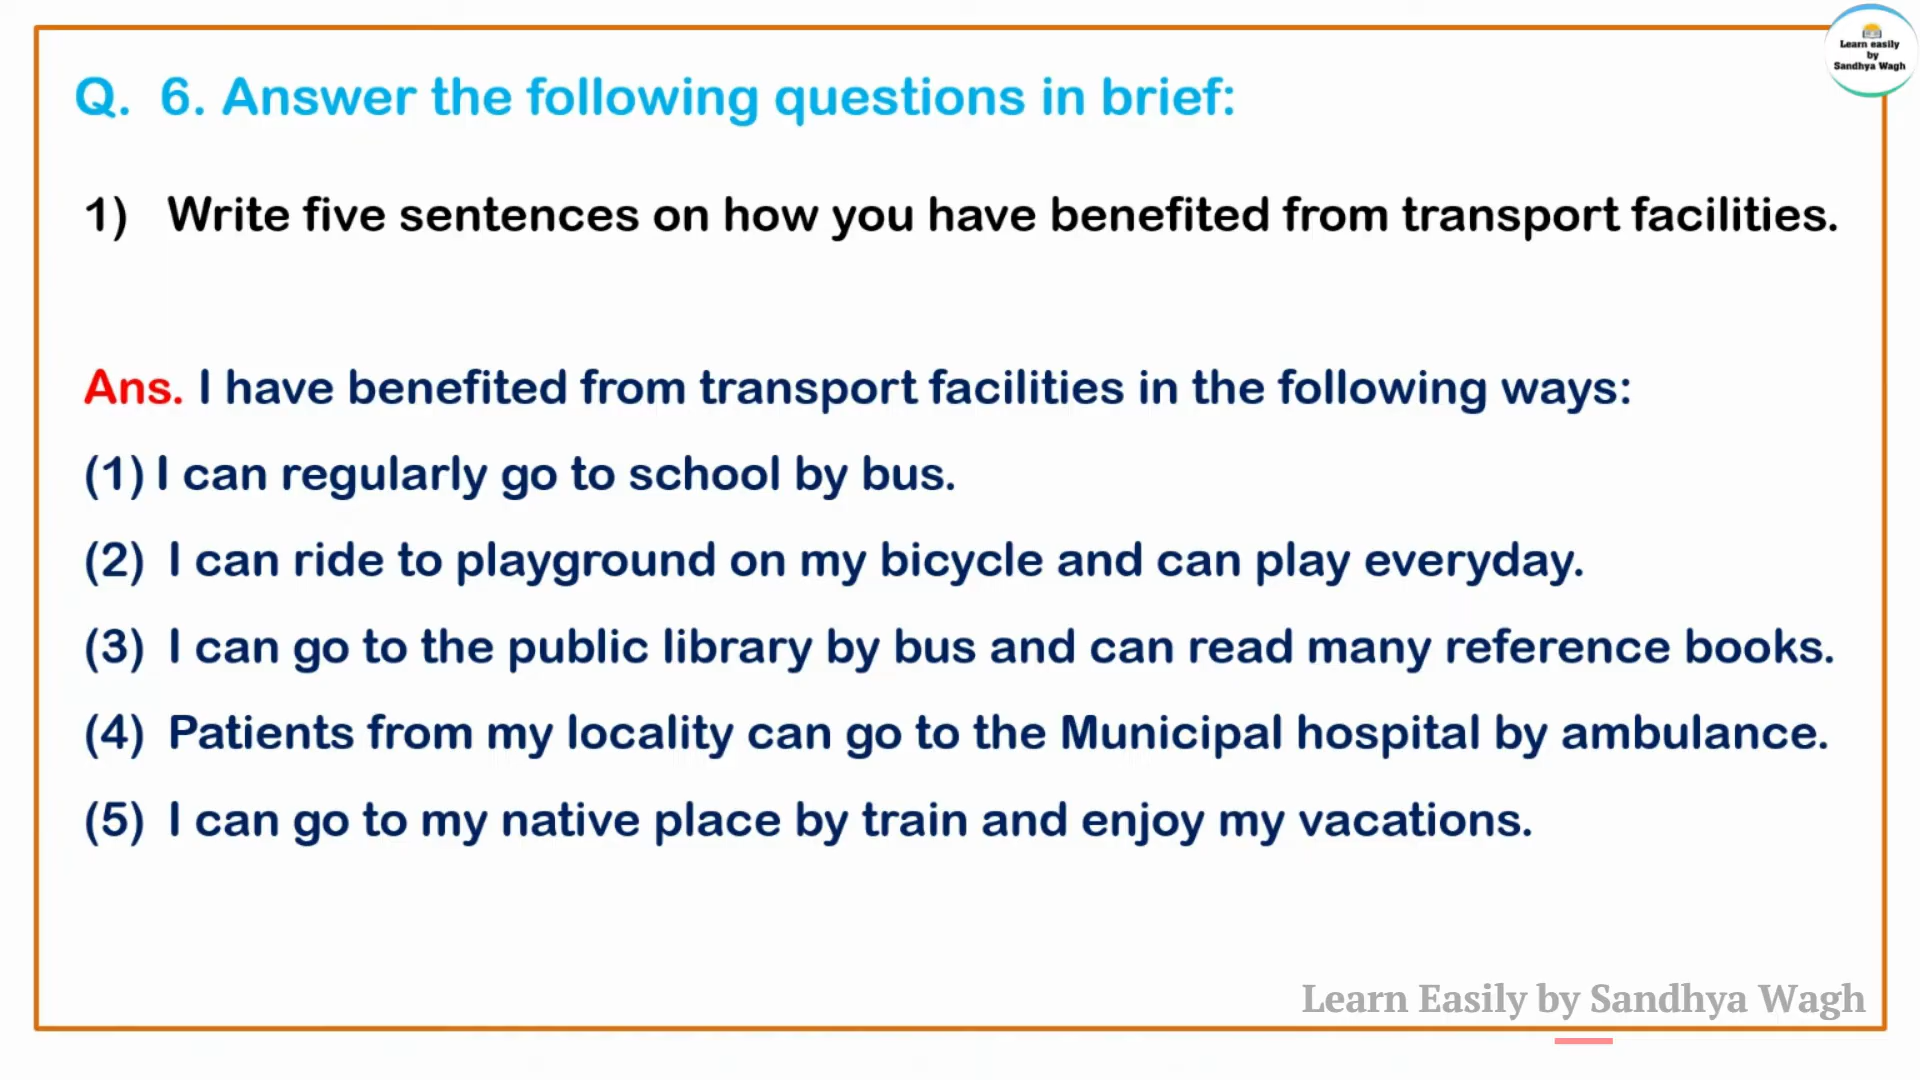 Learn easily
by
Sandhya Wagh
Q. 6. Answer the following questions in brief:
1) Write five sentences on how you have benefited from transport facilities.
Ans. I have benefited from transport facilities in the following ways:
(1) I can regularly go to school by bus.
(2) I can ride to playground on my bicycle and can play everyday.
(3) I can go to the public library by bus and can read many reference books.
(4) Patients from my locality can go to the Municipal hospital by ambulance.
(5) I can go to my native place by train and enjoy my vacations.
Learn Easily by Sandhya Wagh